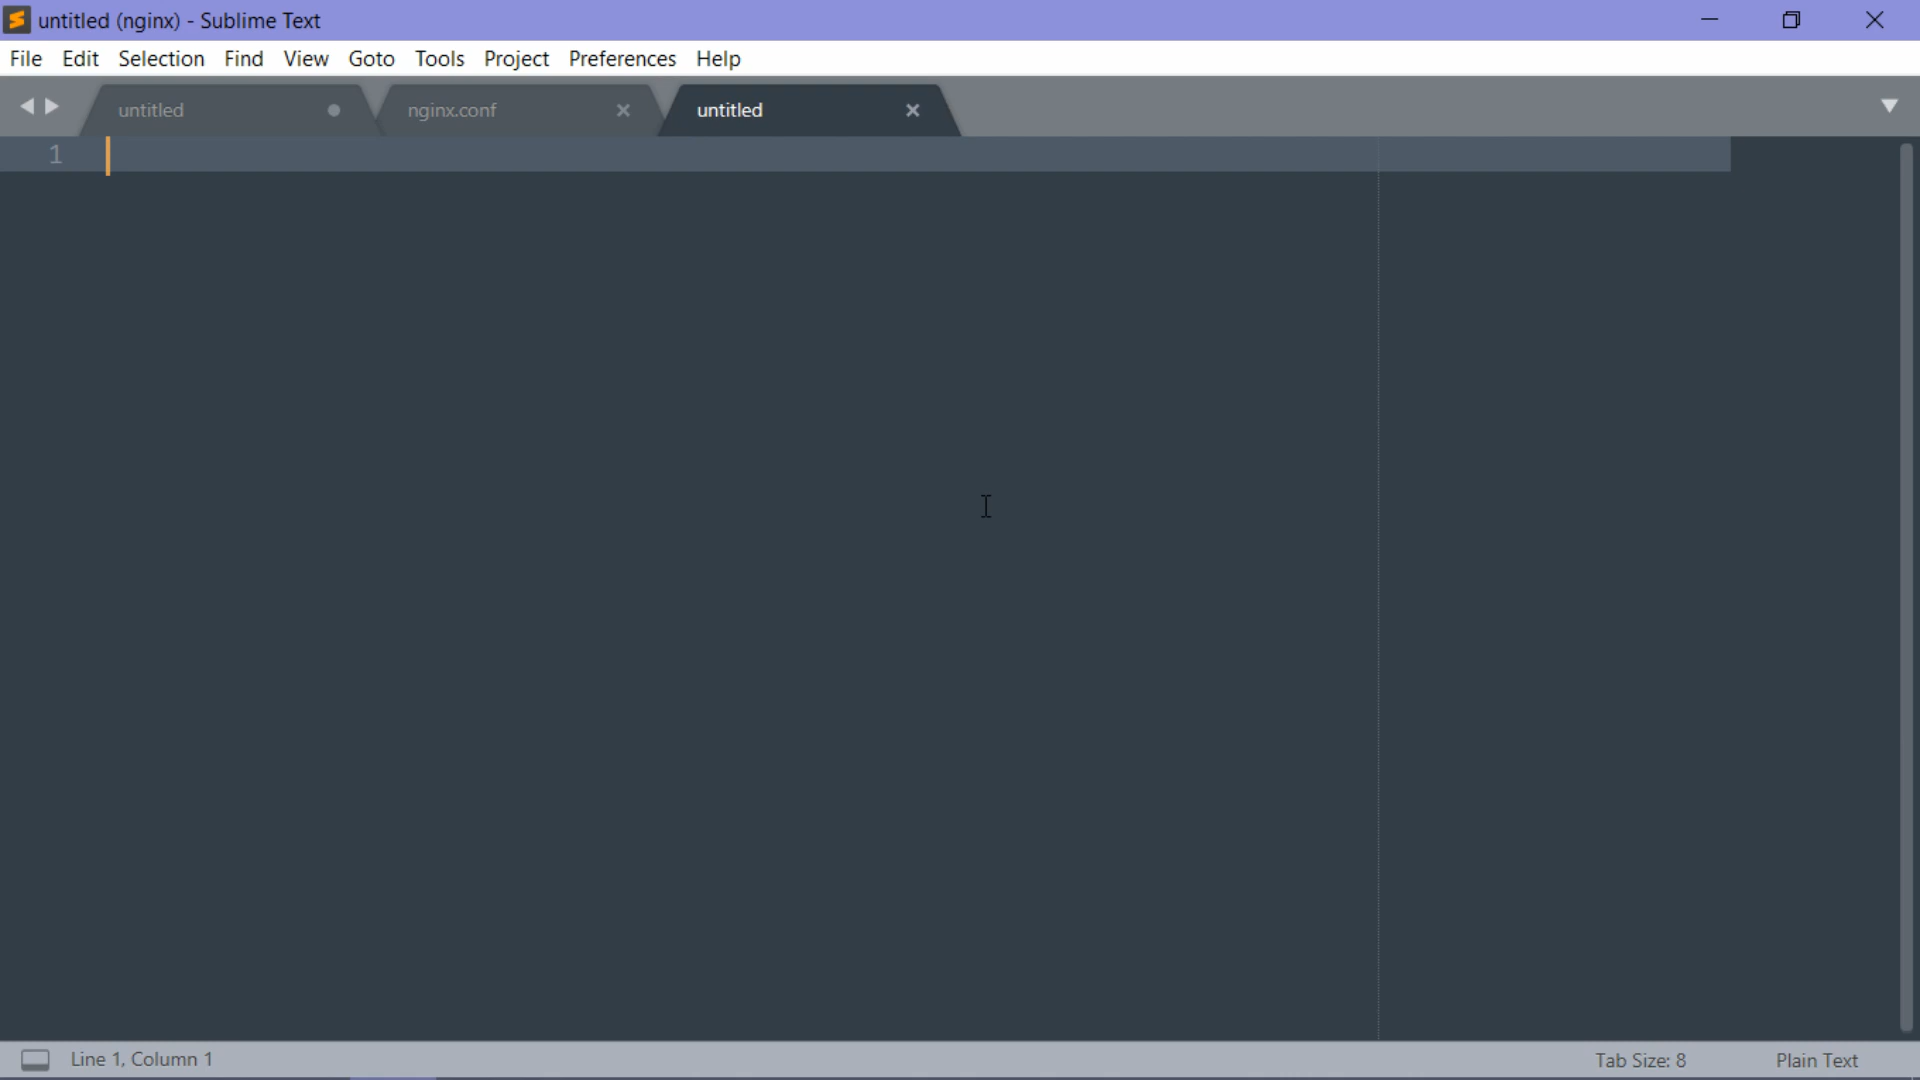 untitled (nginx) - Sublime Text
File Edit Selection Find View Goto Tools Project Preferences Help
untitled nginx.conf untitled
1
Line 1, Column 1 Tab Size: 8 Plain Text